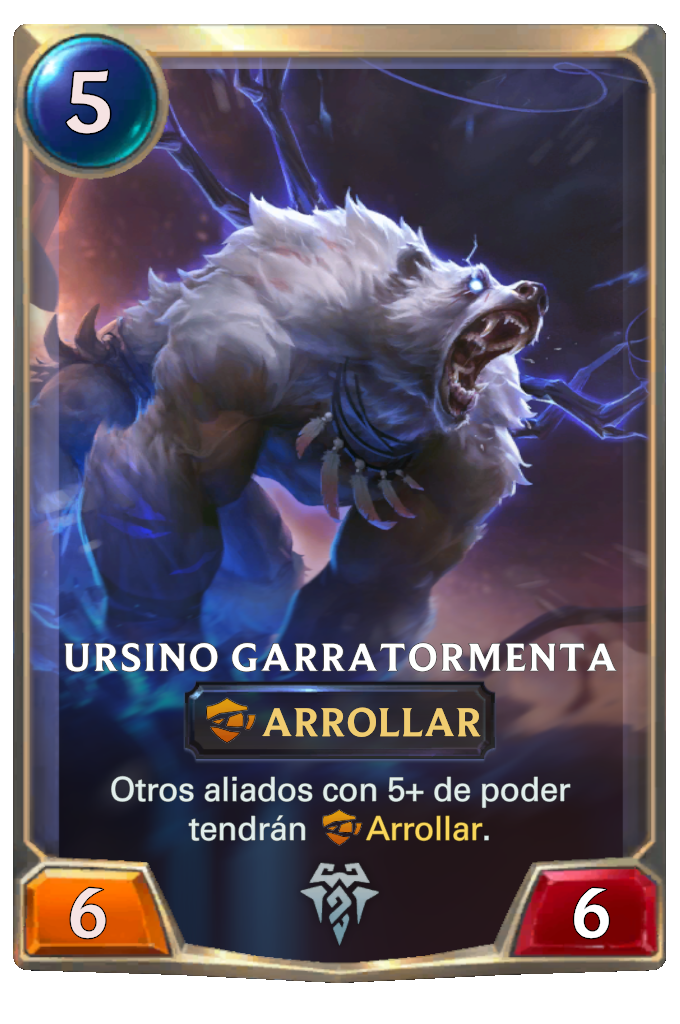 5
URSINO GARRATORMENTA
ARROLLAR
Otros aliados con 5+ de poder
tendrán Arrollar.
6 6